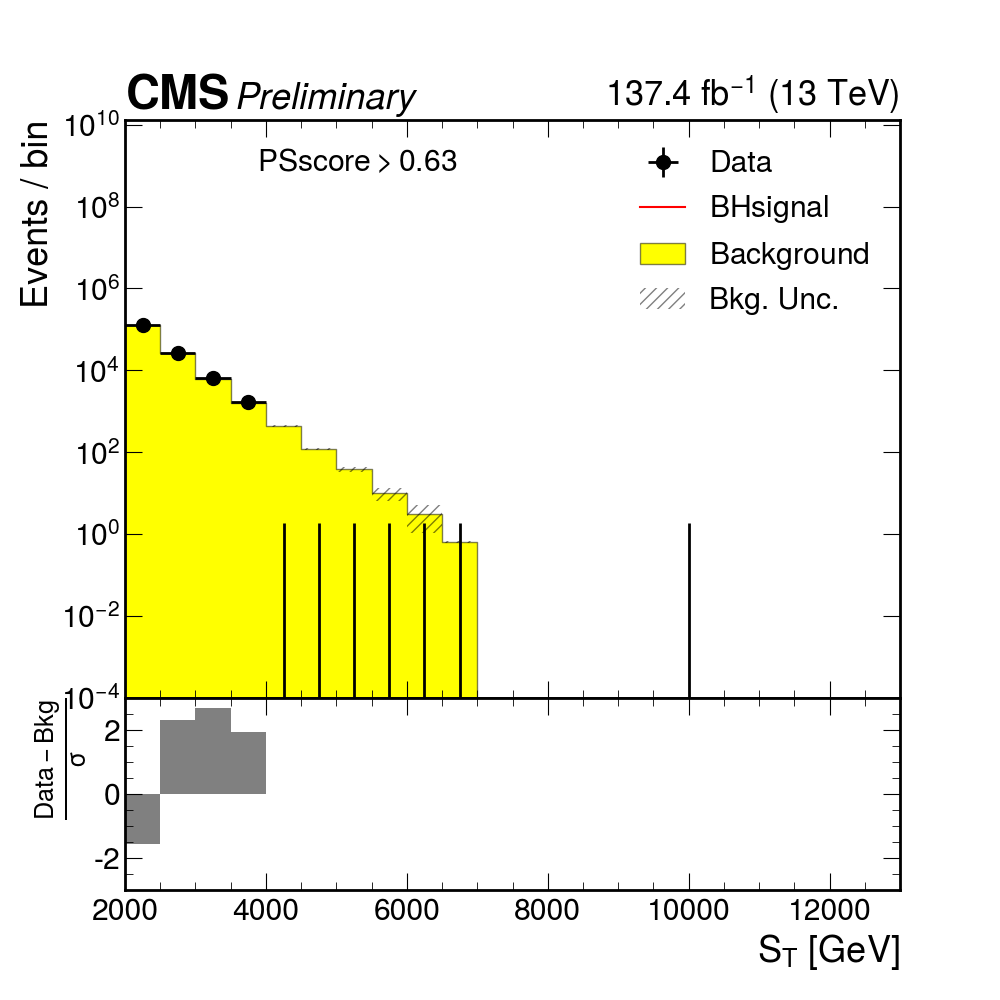 CMS Preliminary 137.4 fb⁻¹ (13 TeV)
Events / bin
PSscore > 0.63
Data
BHsignal
Background
Bkg. Unc.
10¹⁰
10⁸
10⁶
10⁴
10²
10⁰
10⁻²
10⁻⁴
Data – Bkg
σ
2
0
-2
2000 4000 6000 8000 10000 12000
S_T [GeV]